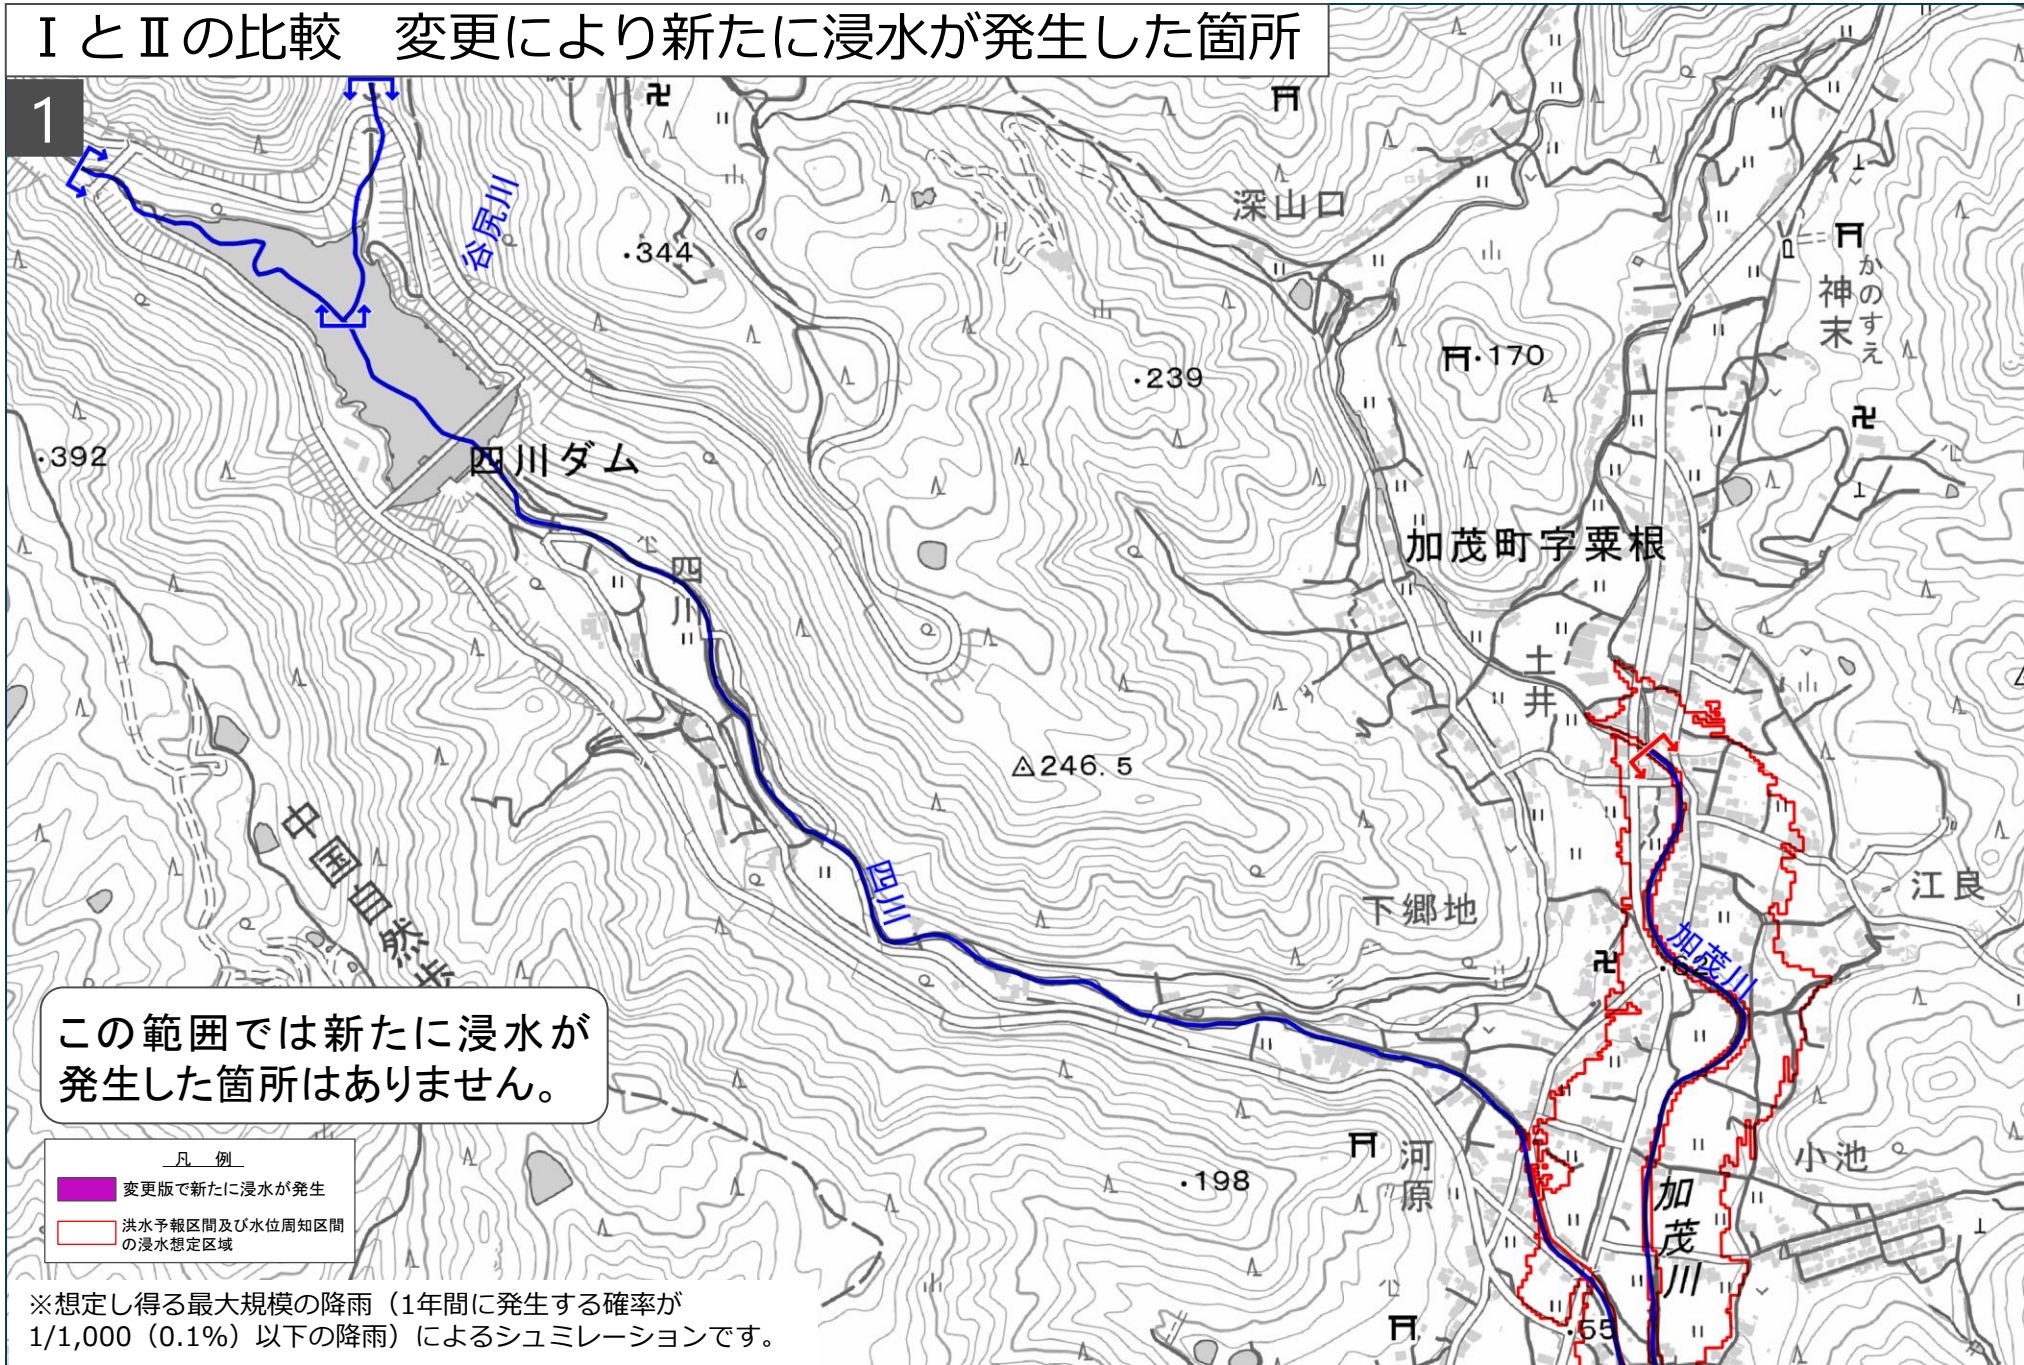 ⅠとⅡの比較　変更により新たに浸水が発生した箇所
1
谷尻川
・344
深山口
かのすえ
神末
・170
・239
・392
四川ダム
加茂町字粟根
四川
土井
△246.5
中国自然歩
四川
下郷地
江良
加茂川
・62
この範囲では新たに浸水が
発生した箇所はありません。
河原
小池
・198
加茂川
・55
凡　例
変更版で新たに浸水が発生
洪水予報区間及び水位周知区間
の浸水想定区域
※想定し得る最大規模の降雨（1年間に発生する確率が
1/1,000（0.1%）以下の降雨）によるシュミレーションです。